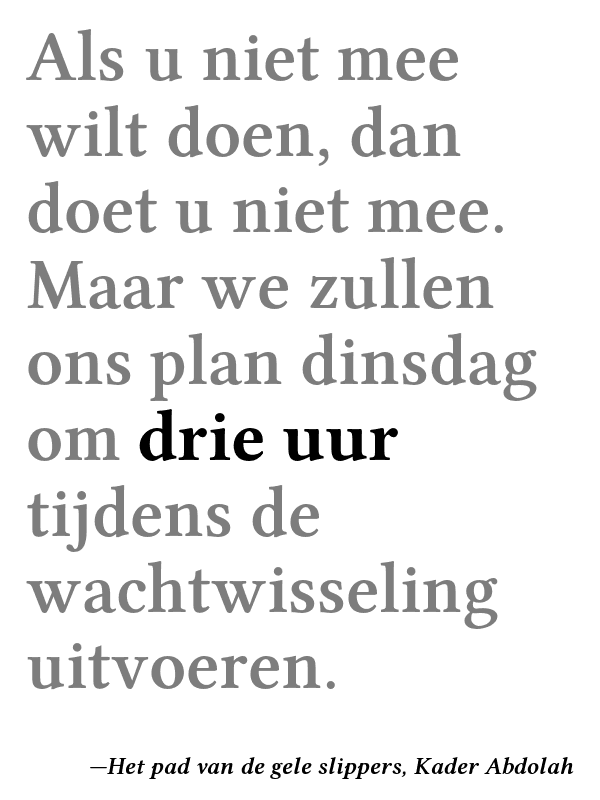 Als u niet mee
wilt doen, dan
doet u niet mee.
Maar we zullen
ons plan dinsdag
om drie uur
tijdens de
wachtwisseling
uitvoeren.
—Het pad van de gele slippers, Kader Abdolah